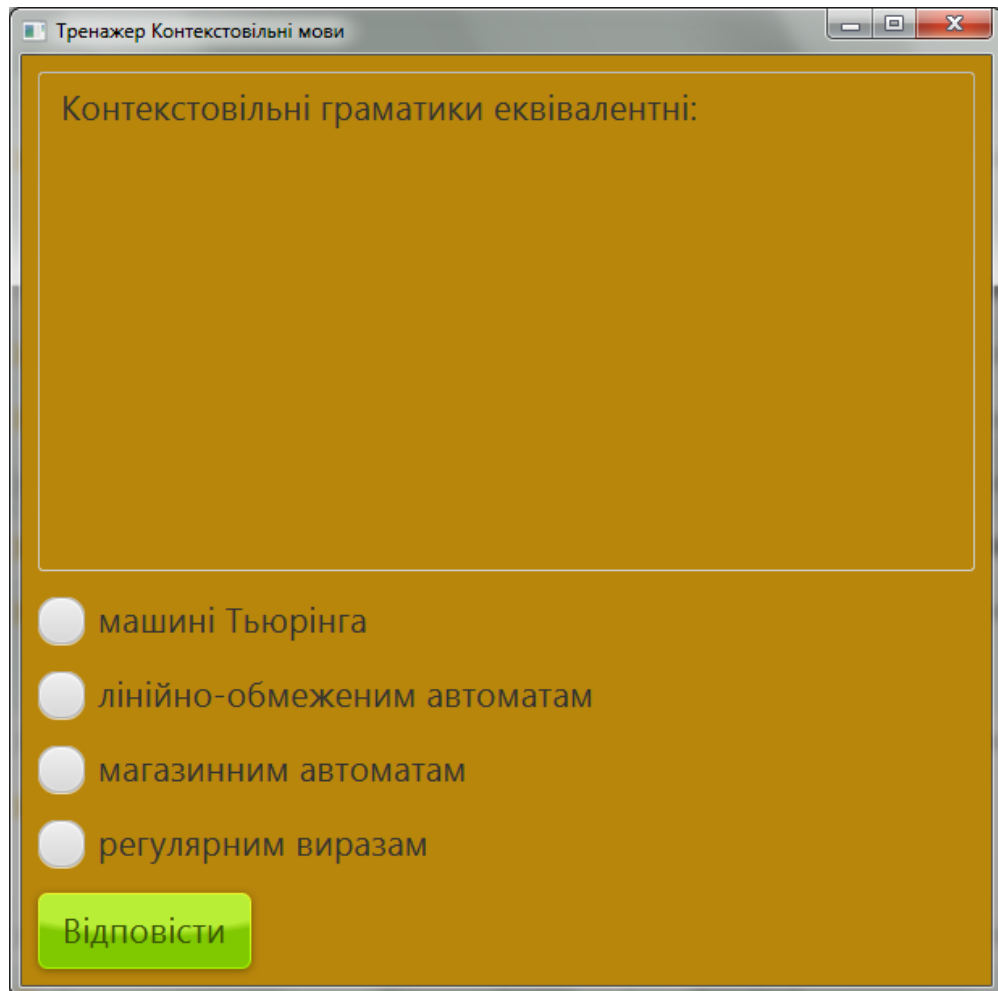 Тренажер Контекстовільні мови
Контекстовільні граматики еквівалентні:
машині Тьюрінга
лінійно-обмеженим автоматам
магазинним автоматам
регулярним виразам
Відповісти